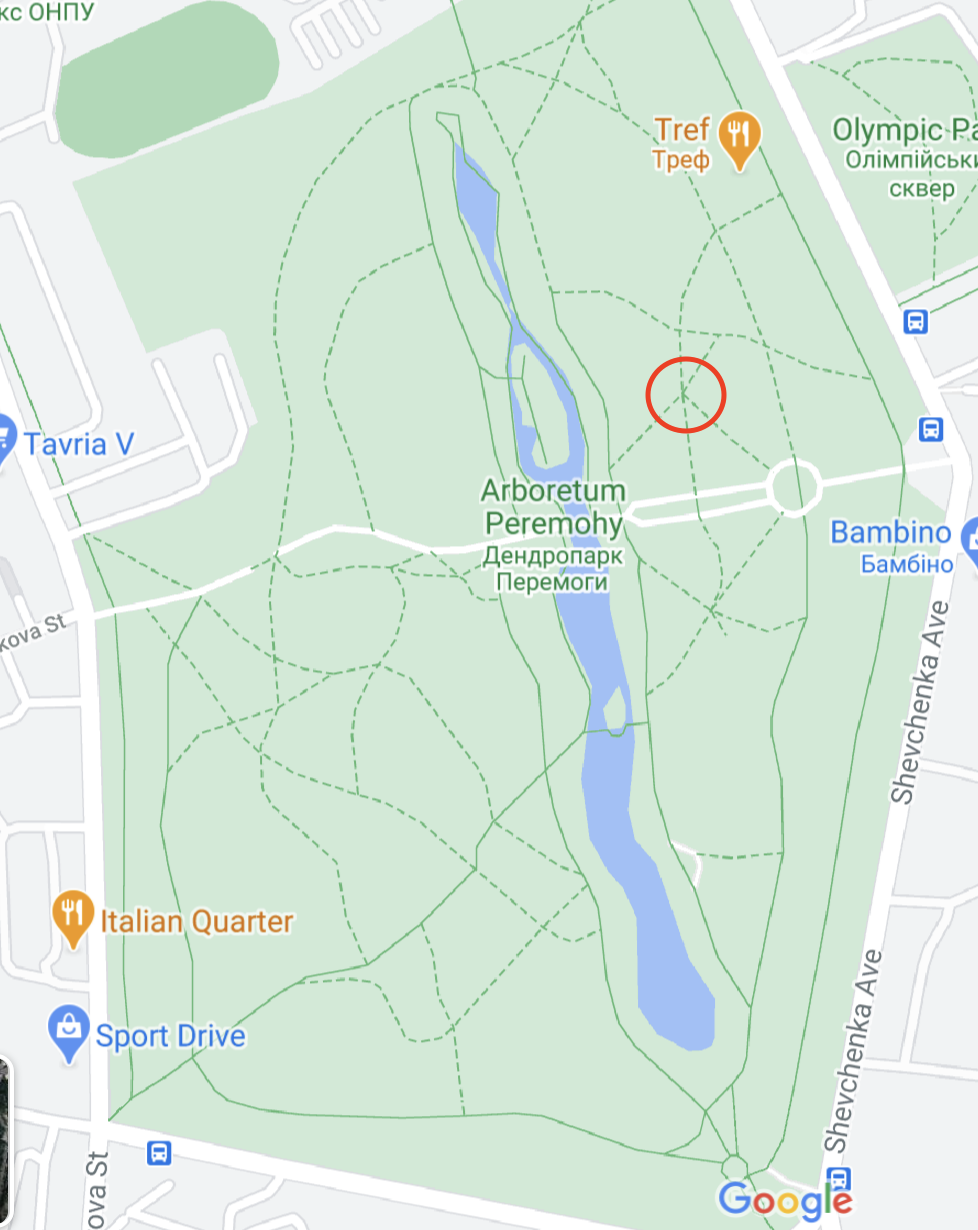 кс ОНПУ
Tref
Треф
Olympic Pa
Олімпійськи
сквер
Tavria V
Arboretum
Peremohy
Дендропарк
Перемоги
Bambino
Бамбіно
kova St
Shevchenka Ave
Italian Quarter
Sport Drive
Shevchenka Ave
ova St
Google